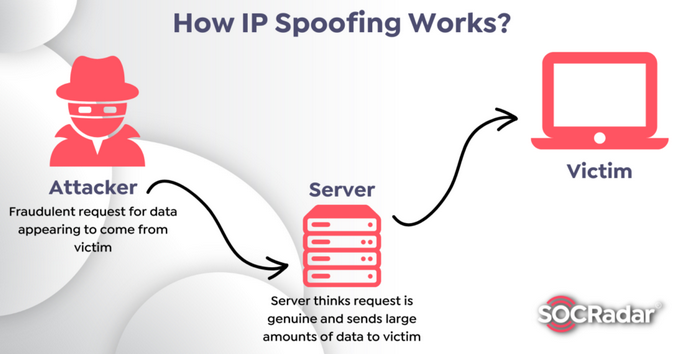 How IP Spoofing Works?
Attacker
Fraudulent request for data
appearing to come from
victim
Server
Server thinks request is
genuine and sends large
amounts of data to victim
Victim
SOCRadar®